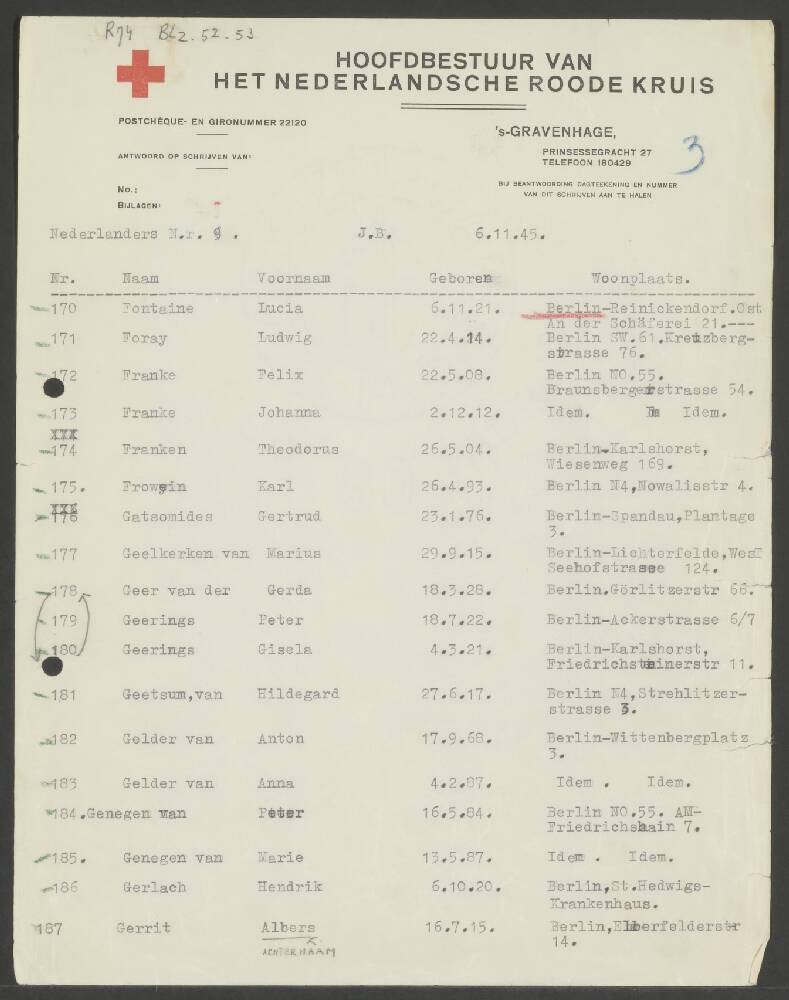 R74 Blz. 52. 53
HOOFDBESTUUR VAN
HET NEDERLANDSCHE ROODE KRUIS
POSTCHÈQUE- EN GIRONUMMER 22120
's-GRAVENHAGE,
PRINSESSEGRACHT 27
TELEFOON 180429
3
ANTWOORD OP SCHRIJVEN VAN:
No.:
BIJLAGEN:
BIJ BEANTWOORDING DAGTEEKENING EN NUMMER
VAN DIT SCHRIJVEN AAN TE HALEN
Nederlanders N.r. 9 . J.B. 6.11.45.
Nr. Naam Voornaam Geboren Woonplaats.
170 Fontaine Lucia 6.11.21. Berlin-Reinickendorf.Ost
An der Schäferei 21.---
171 Foray Ludwig 22.4.14. Berlin SW.61.Kreuzberg-
strasse 76.
172 Franke Felix 22.5.08. Berlin NO.55.
Braunsbergerstrasse 54.
173 Franke Johanna 2.12.12. Idem. Idem.
XXX
174 Franken Theodorus 26.5.04. Berlin-Karlshorst,
Wiesenweg 169.
175. Frowein Karl 26.4.93. Berlin N4,Nowalisstr 4.
XXX
176 Gatsomides Gertrud 23.1.76. Berlin-Spandau,Plantage
3.
177 Geelkerken van Marius 29.9.15. Berlin-Lichterfelde,West
Seehofstrasse 124.
178 Geer van der Gerda 18.3.28. Berlin.Görlitzerstr 66.
179 Geerings Peter 18.7.22. Berlin-Ackerstrasse 6/7
180 Geerings Gisela 4.3.21. Berlin-Karlshorst,
Friedrichsteinerstr 11.
181 Geetsum,van Hildegard 27.6.17. Berlin N4,Strehlitzer-
strasse 3.
182 Gelder van Anton 17.9.68. Berlin-Wittenbergplatz
3.
183 Gelder van Anna 4.2.87. Idem . Idem.
184.Genegen van Peter 16.5.84. Berlin NO.55. AM-
Friedrichshain 7.
185. Genegen van Marie 13.5.87. Idem . Idem.
186 Gerlach Hendrik 6.10.20. Berlin,St.Hedwigs-
Krankenhaus.
187 Gerrit Albers 16.7.15. Berlin,Elberfelderstr
14.
x
ACHTERNAAM